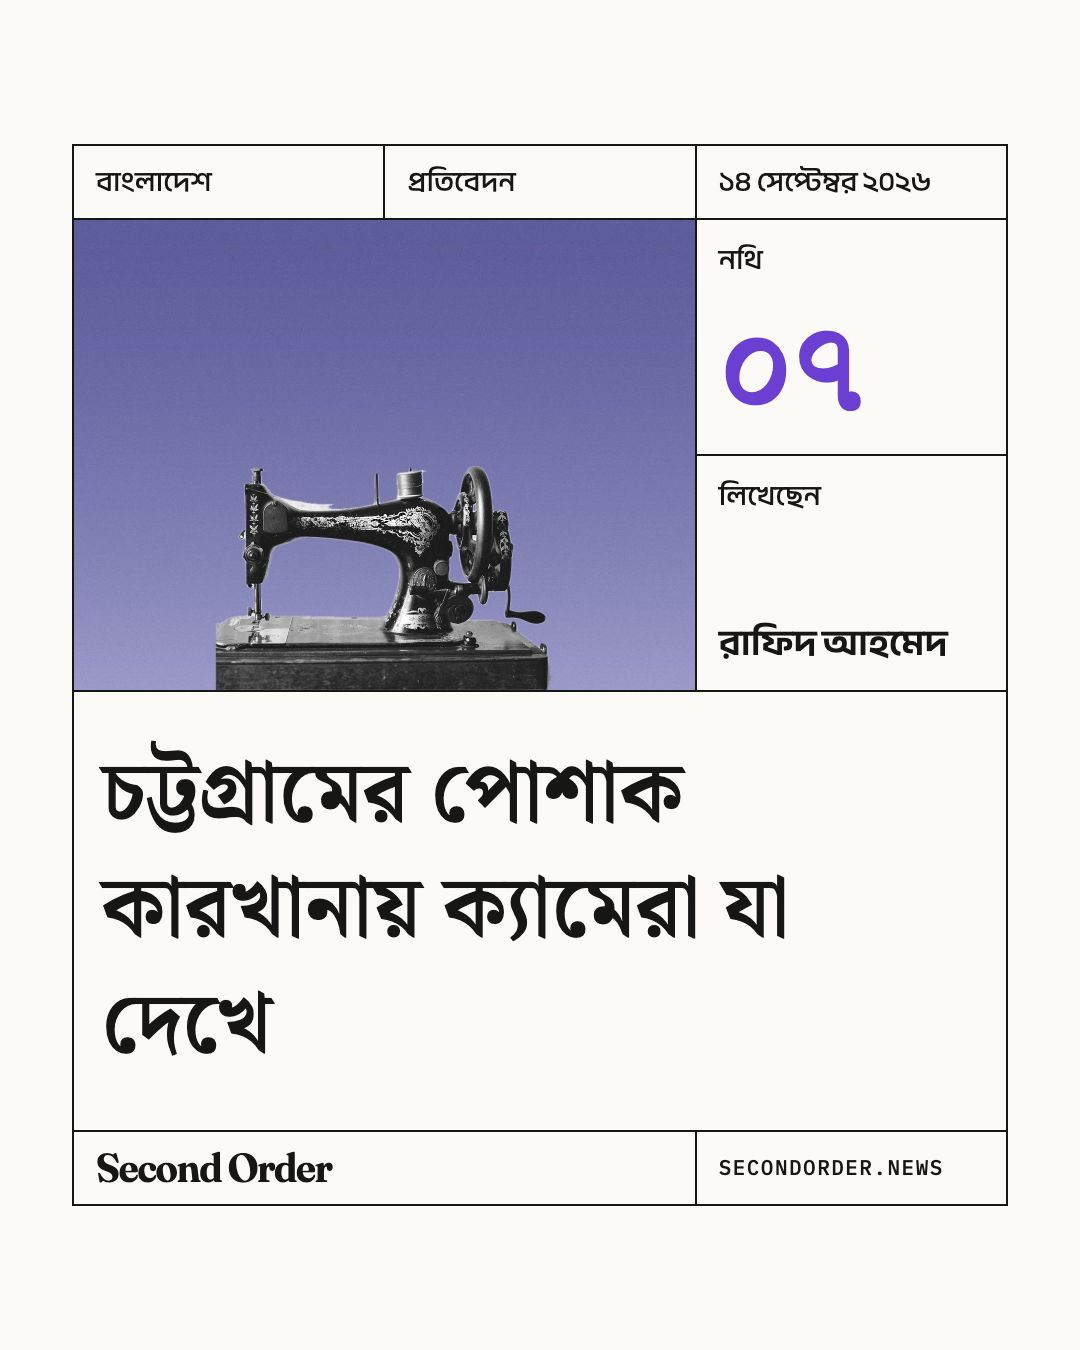 বাংলাদেশ
প্রতিবেদন
১৪ সেপ্টেম্বর ২০২৬
নথি
০৭
লিখেছেন
রাফিদ আহমেদ
চট্টগ্রামের পোশাক
কারখানায় ক্যামেরা যা
দেখে
Second Order
SECONDORDER.NEWS